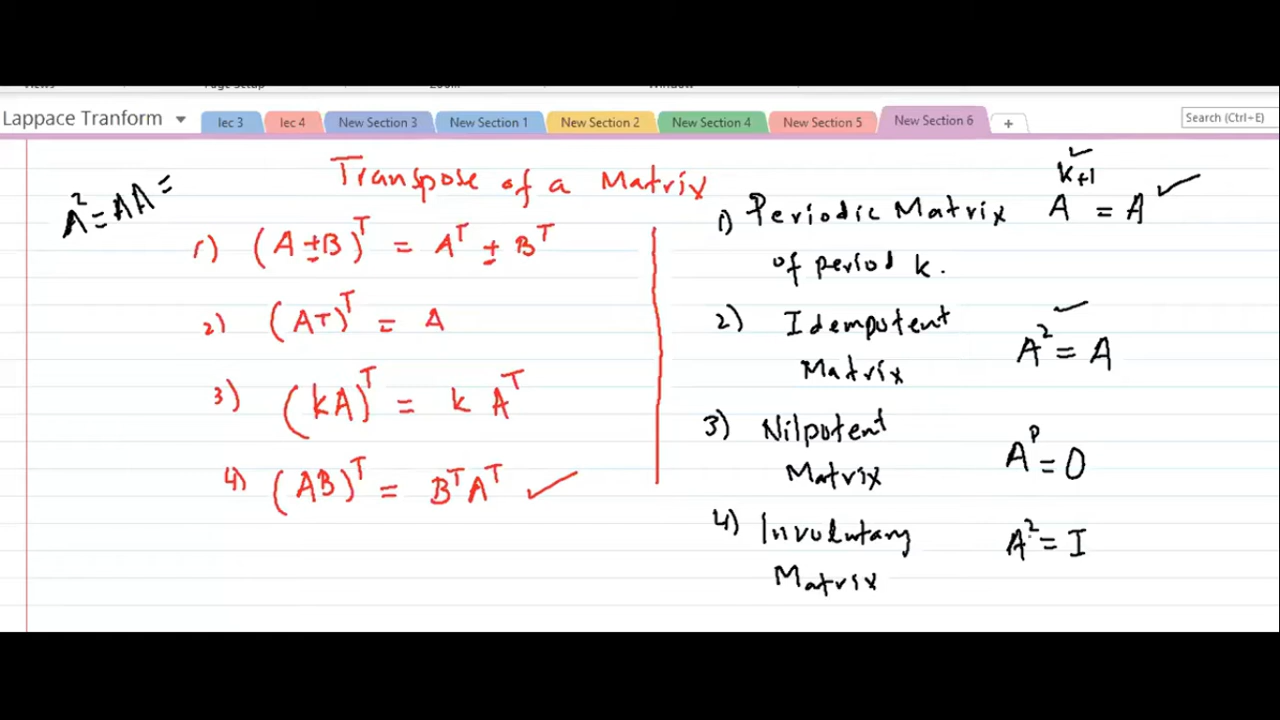 Lappace Tranform
lec 3
lec 4
New Section 3
New Section 1
New Section 2
New Section 4
New Section 5
New Section 6
Search (Ctrl+E)
A² = AA =
Transpose of a Matrix
1) (A ± B)ᵀ = Aᵀ ± Bᵀ
2) (AT)ᵀ = A
3) (kA)ᵀ = k Aᵀ
4) (AB)ᵀ = BᵀAᵀ ✓
1) Periodic Matrix Aᵏ⁺¹ = A ✓
of period k.
2) Idempotent
Matrix A² = A
3) Nilpotent
Matrix Aᵖ = 0
4) Involutary A² = I
Matrix